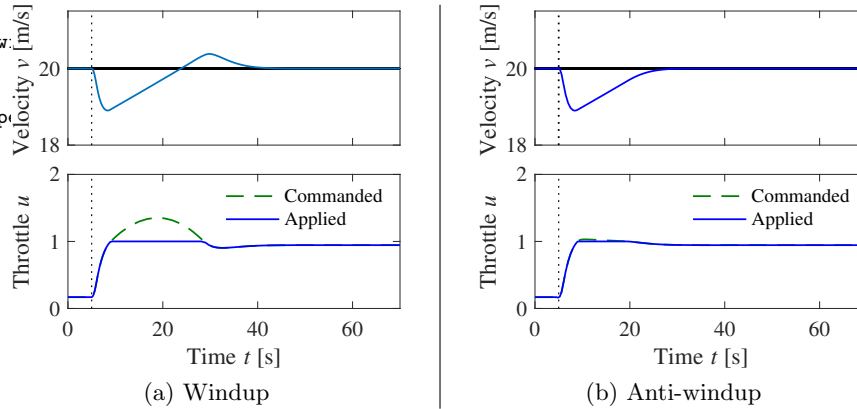 Velocity v [m/s]
20
18
Throttle u
2
1
0
Commanded
Applied
0 20 40 60
Time t [s]
(a) Windup
Velocity v [m/s]
20
18
Throttle u
2
1
0
Commanded
Applied
0 20 40 60
Time t [s]
(b) Anti-windup